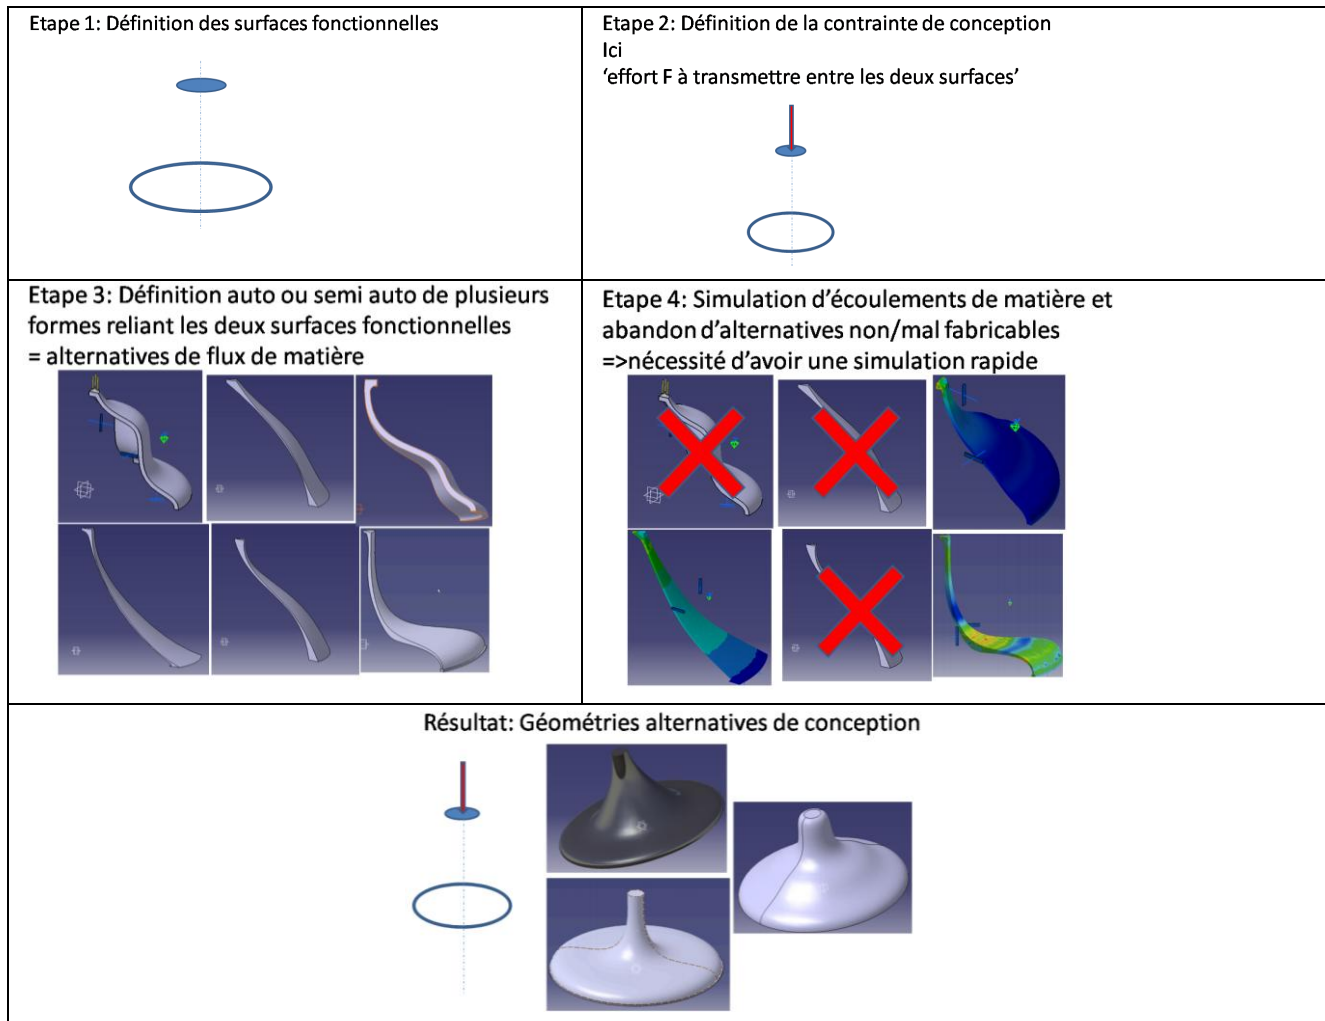 Etape 1: Définition des surfaces fonctionnelles
Etape 2: Définition de la contrainte de conception
Ici
‘effort F à transmettre entre les deux surfaces’
Etape 3: Définition auto ou semi auto de plusieurs
formes reliant les deux surfaces fonctionnelles
= alternatives de flux de matière
Etape 4: Simulation d’écoulements de matière et
abandon d’alternatives non/mal fabricables
=>nécessité d’avoir une simulation rapide
Résultat: Géométries alternatives de conception